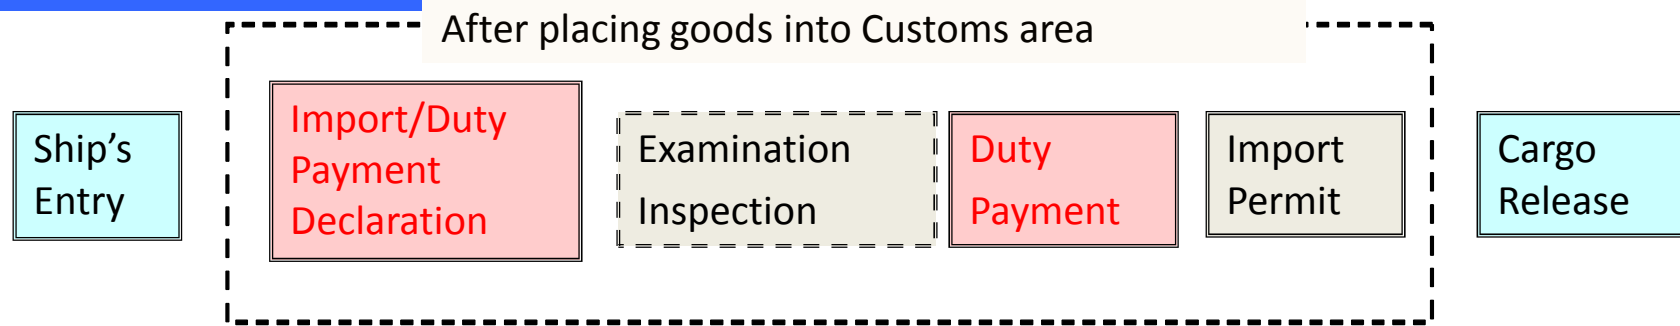 After placing goods into Customs area
Ship's
Entry
Import/Duty
Payment
Declaration
Examination
Inspection
Duty
Payment
Import
Permit
Cargo
Release